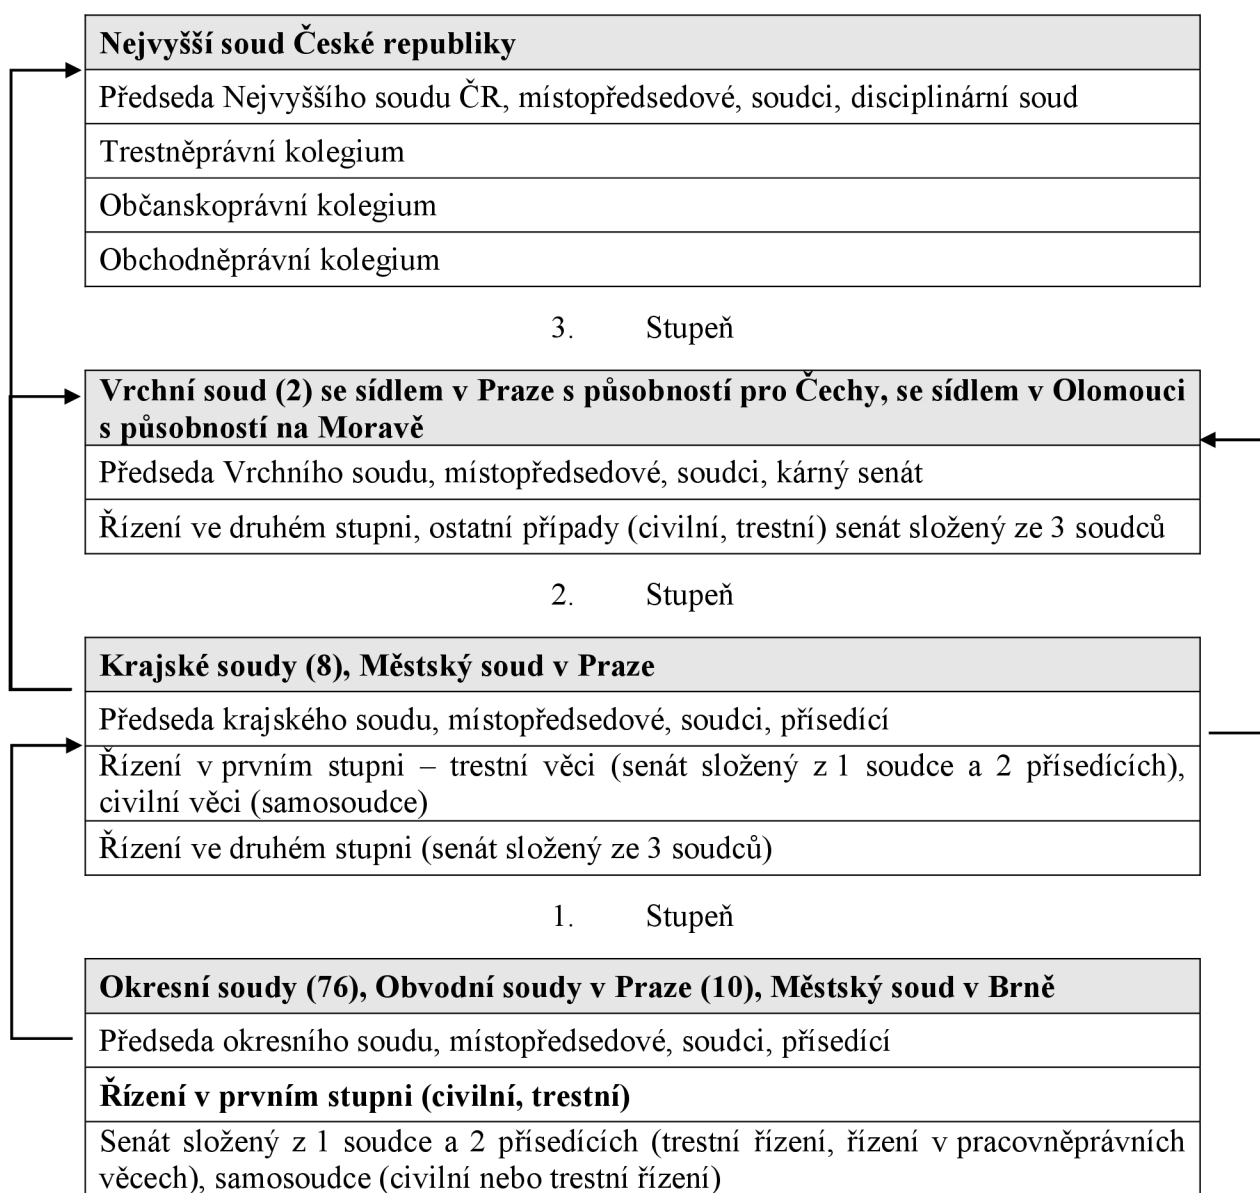 Nejvyšší soud České republiky
Předseda Nejvyššího soudu ČR, místopředsedové, soudci, disciplinární soud
Trestněprávní kolegium
Občanskoprávní kolegium
Obchodněprávní kolegium
3. Stupeň
Vrchní soud (2) se sídlem v Praze s působností pro Čechy, se sídlem v Olomouci
s působností na Moravě
Předseda Vrchního soudu, místopředsedové, soudci, kárný senát
Řízení ve druhém stupni, ostatní případy (civilní, trestní) senát složený ze 3 soudců
2. Stupeň
Krajské soudy (8), Městský soud v Praze
Předseda krajského soudu, místopředsedové, soudci, přísedící
Řízení v prvním stupni – trestní věci (senát složený z 1 soudce a 2 přísedících),
civilní věci (samosoudce)
Řízení ve druhém stupni (senát složený ze 3 soudců)
1. Stupeň
Okresní soudy (76), Obvodní soudy v Praze (10), Městský soud v Brně
Předseda okresního soudu, místopředsedové, soudci, přísedící
Řízení v prvním stupni (civilní, trestní)
Senát složený z 1 soudce a 2 přísedících (trestní řízení, řízení v pracovněprávních
věcech), samosoudce (civilní nebo trestní řízení)